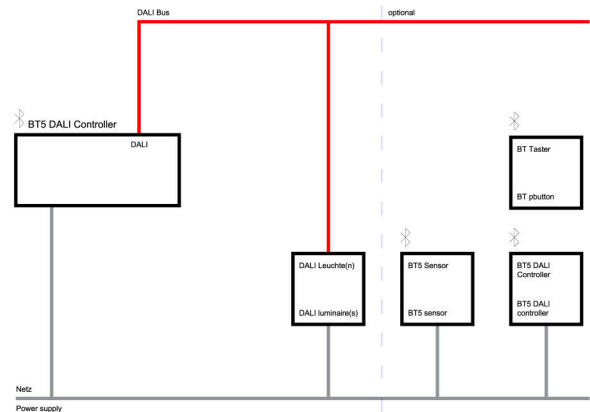 DALI Bus
optional
BT5 DALI Controller
DALI
BT Taster
BT pbutton
DALI Leuchte(n)
DALI luminaire(s)
BT5 Sensor
BT5 sensor
BT5 DALI
Controller
BT5 DALI
controller
Netz
Power supply